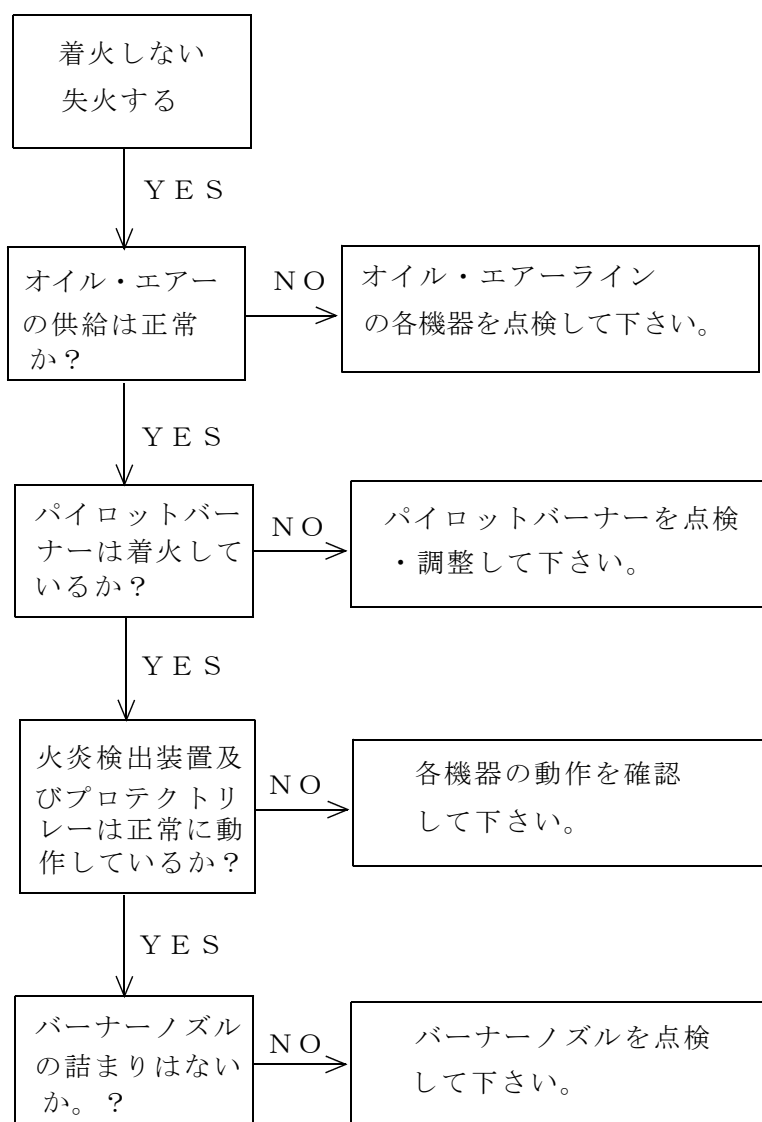 着火しない
失火する
ＹＥＳ
オイル・エアー
の供給は正常
か？
ＮＯ
オイル・エアーライン
の各機器を点検して下さい。
ＹＥＳ
パイロットバー
ナーは着火して
いるか？
ＮＯ
パイロットバーナーを点検
・調整して下さい。
ＹＥＳ
火炎検出装置及
びプロテクトリ
レーは正常に動
作しているか？
ＮＯ
各機器の動作を確認
して下さい。
ＹＥＳ
バーナーノズル
の詰まりはない
か。？
ＮＯ
バーナーノズルを点検
して下さい。